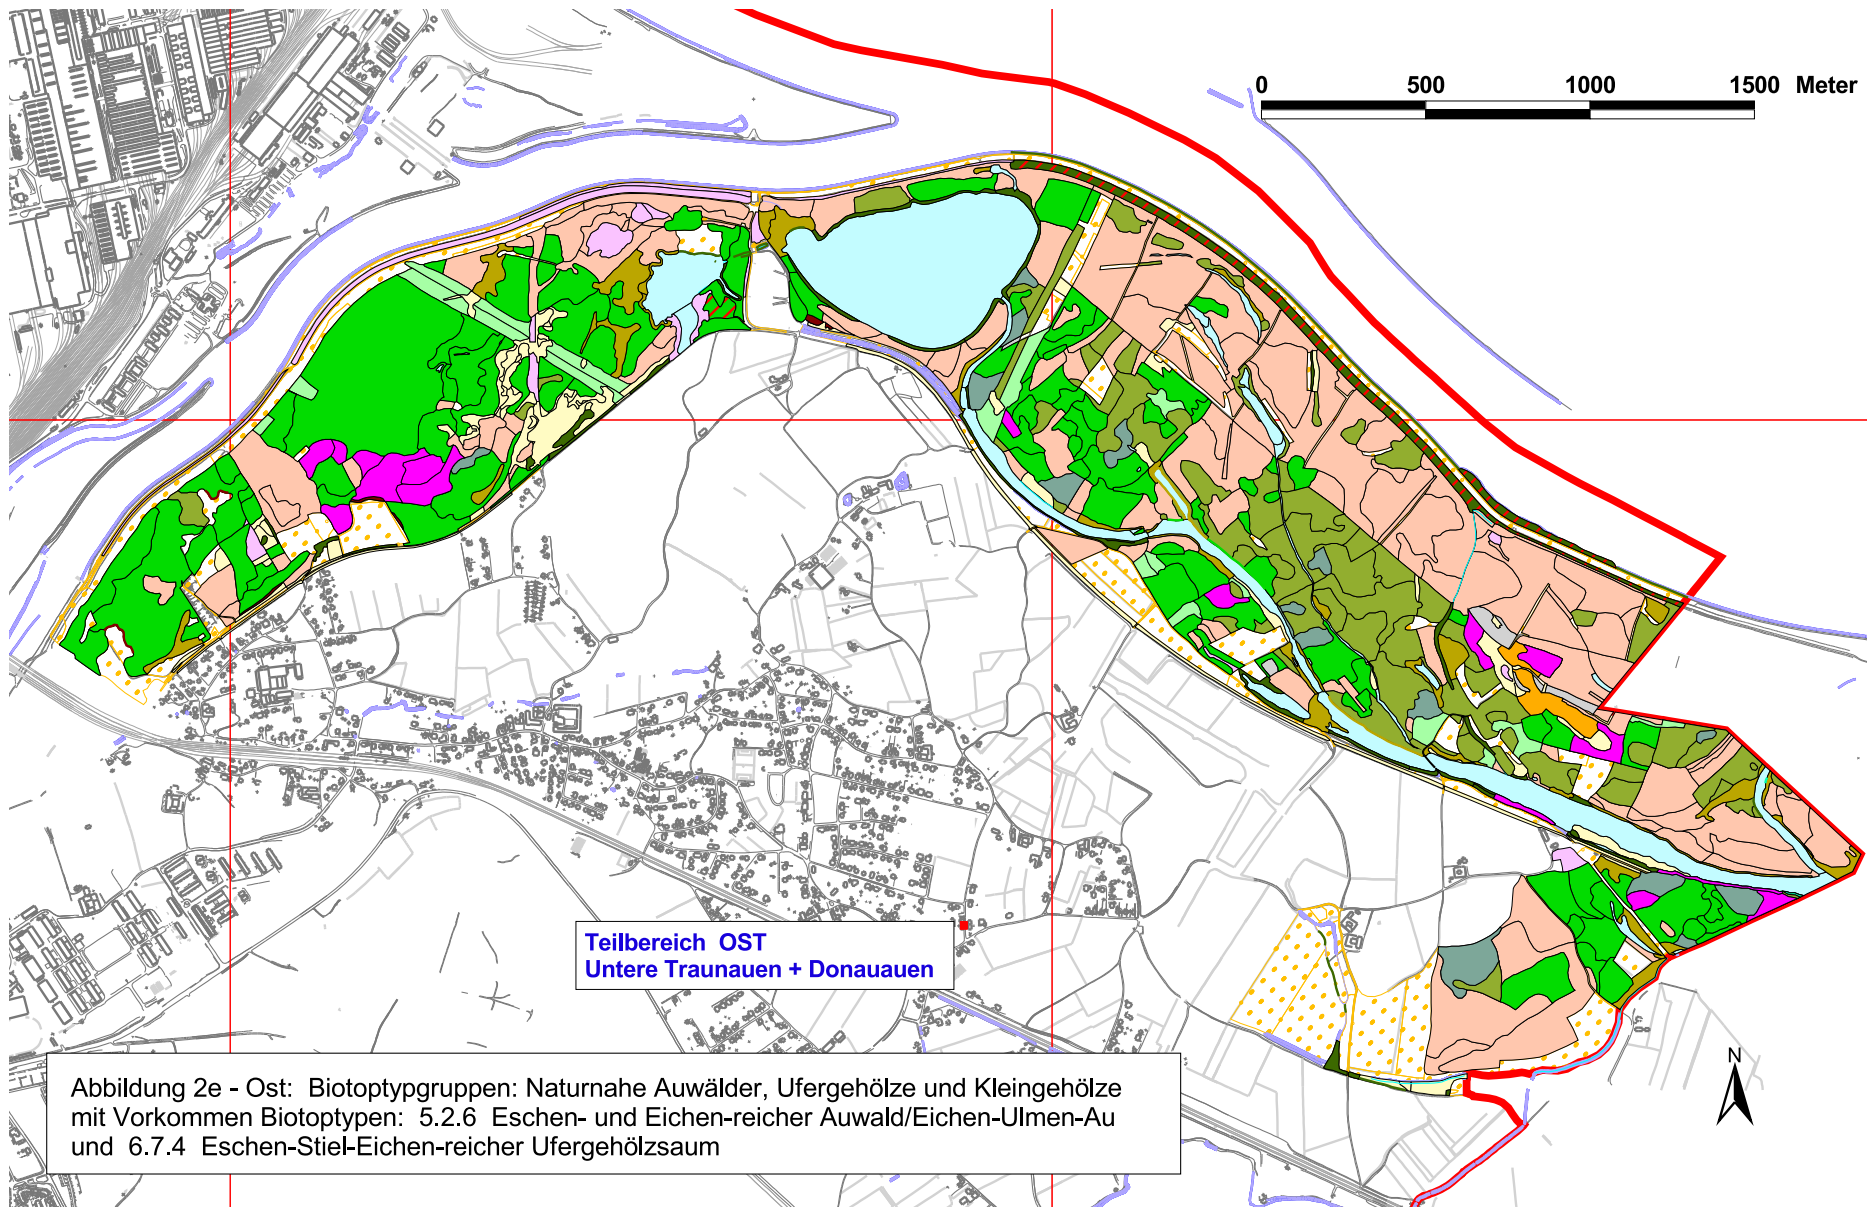 0 500 1000 1500 Meter
Teilbereich OST
Untere Traunauen + Donauauen
N
Abbildung 2e - Ost: Biotoptypgruppen: Naturnahe Auwälder, Ufergehölze und Kleingehölze
mit Vorkommen Biotoptypen: 5.2.6 Eschen- und Eichen-reicher Auwald/Eichen-Ulmen-Au
und 6.7.4 Eschen-Stiel-Eichen-reicher Ufergehölzsaum